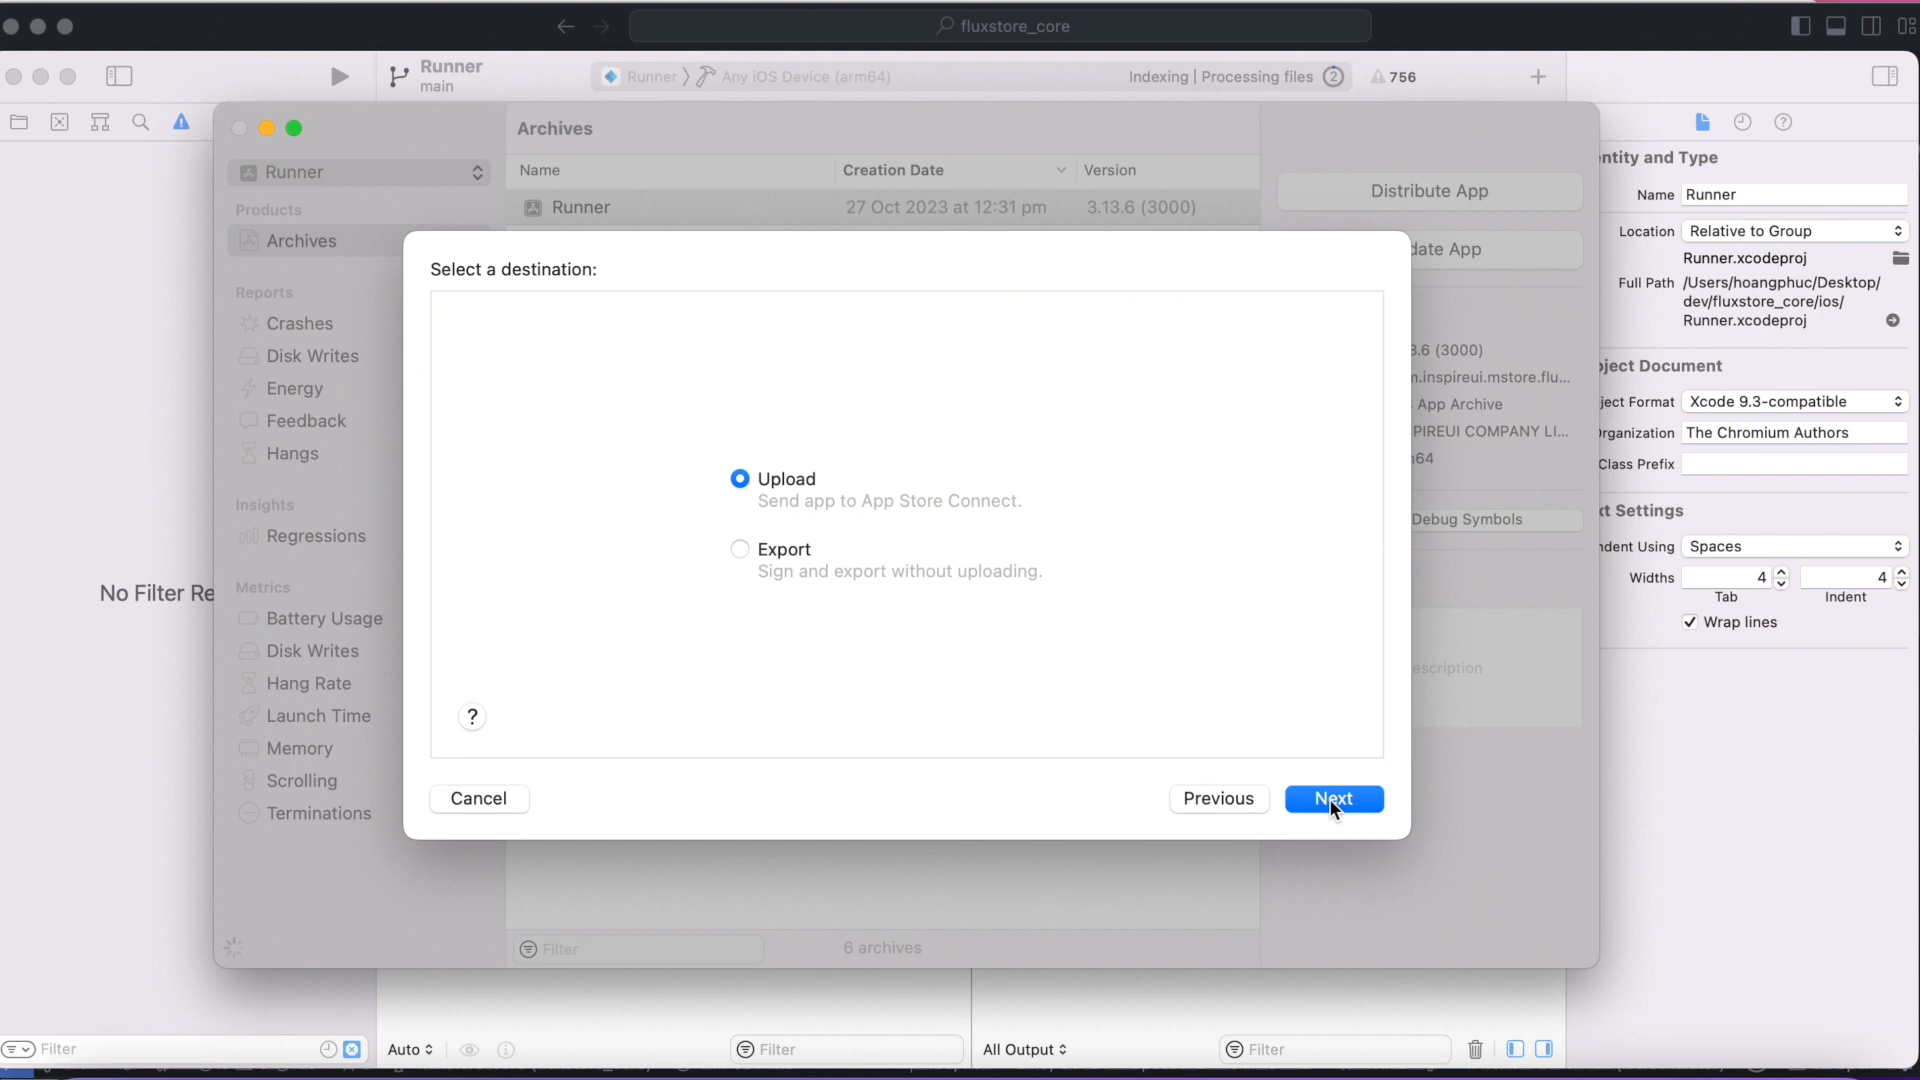 fluxstore_core
Runner
main
Runner
Any iOS Device (arm64)
Indexing | Processing files
2
756
Archives
Runner
Name
Creation Date
Version
Runner
27 Oct 2023 at 12:31 pm
3.13.6 (3000)
Distribute App
date App
Products
Archives
Reports
Crashes
Disk Writes
Energy
Feedback
Hangs
Insights
Regressions
Metrics
Battery Usage
Disk Writes
Hang Rate
Launch Time
Memory
Scrolling
Terminations
No Filter Re
Select a destination:
Upload
Send app to App Store Connect.
Export
Sign and export without uploading.
?
Cancel
Previous
Next
3.6 (3000)
n.inspireui.mstore.flu...
App Archive
SPIREUI COMPANY LI...
m64
Debug Symbols
escription
Filter
6 archives
entity and Type
Name Runner
Location Relative to Group
Runner.xcodeproj
Full Path /Users/hoangphuc/Desktop/
dev/fluxstore_core/ios/
Runner.xcodeproj
oject Document
oject Format Xcode 9.3-compatible
Organization The Chromium Authors
Class Prefix
xt Settings
ndent Using Spaces
Widths 4 4
Tab Indent
Wrap lines
Filter
Auto
Filter
All Output
Filter